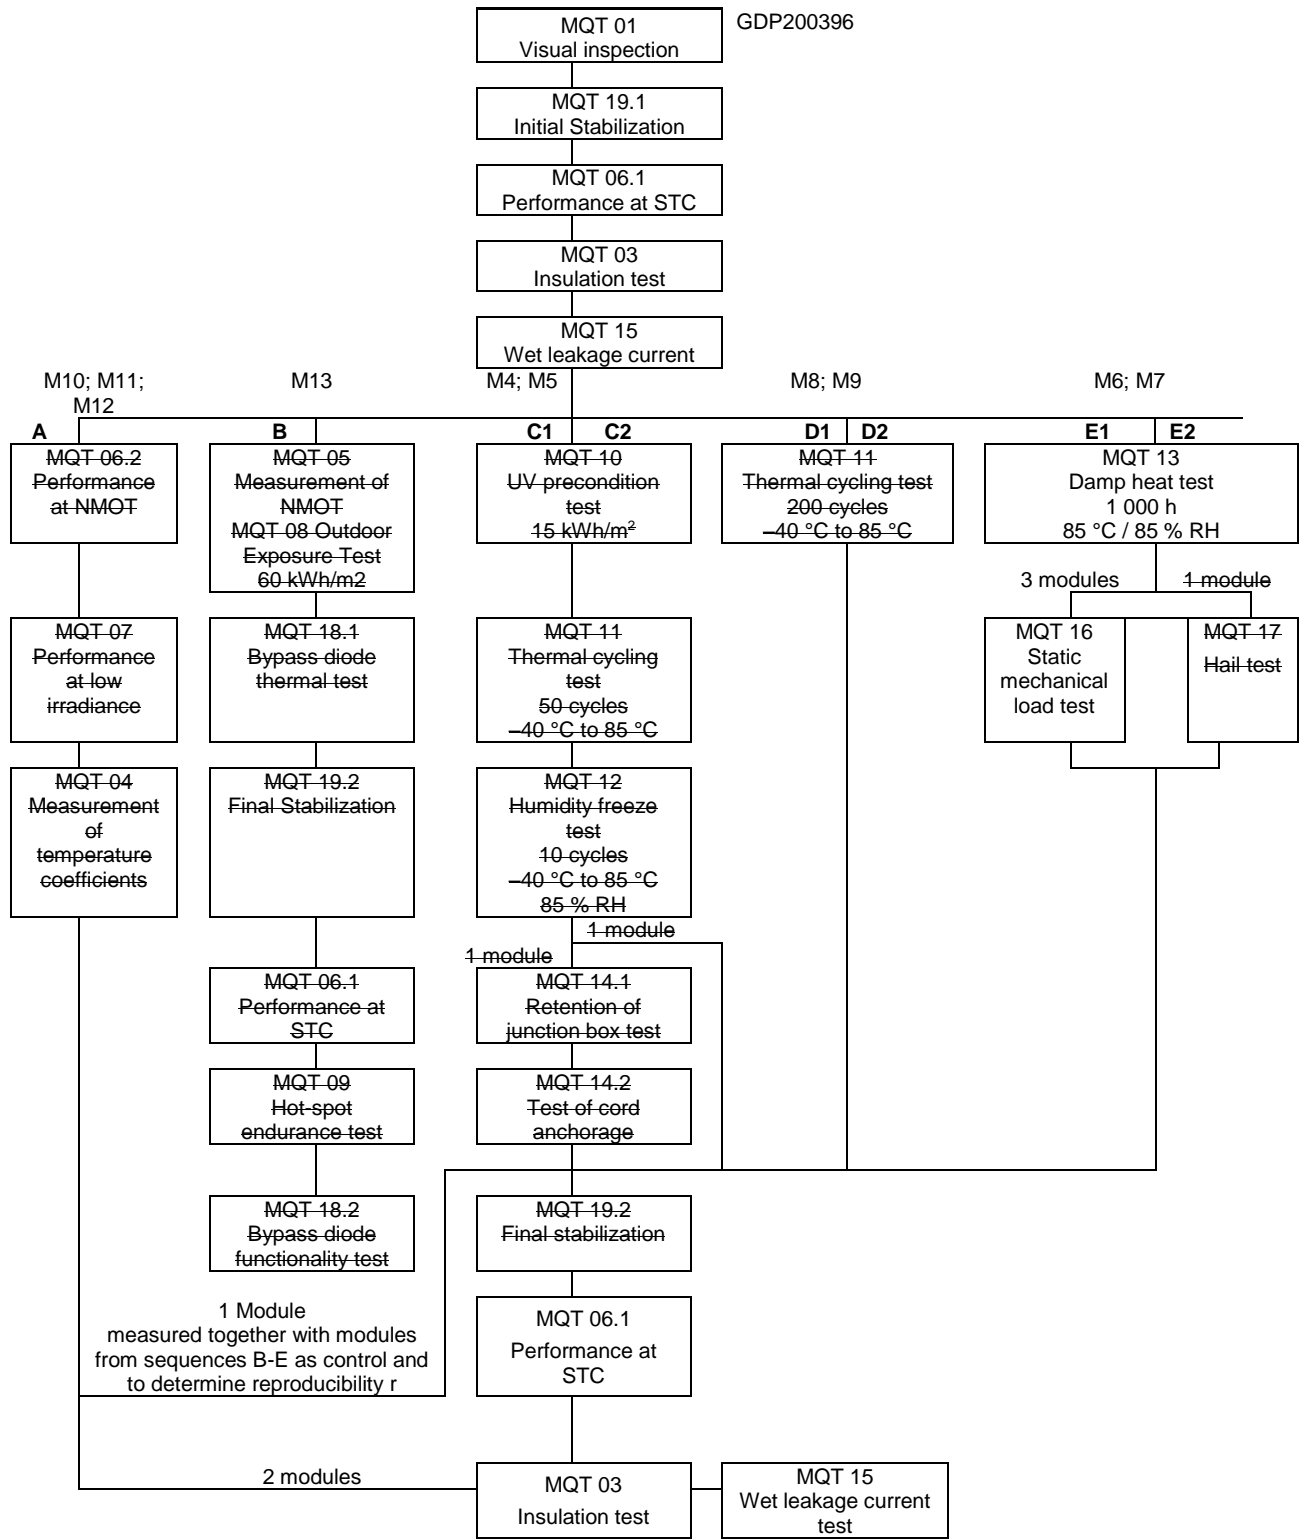 GDP200396
MQT 01
Visual inspection
MQT 19.1
Initial Stabilization
MQT 06.1
Performance at STC
MQT 03
Insulation test
MQT 15
Wet leakage current
M10; M11;
M12
M13
M4; M5
M8; M9
M6; M7
A
MQT 06.2
Performance
at NMOT
MQT 07
Performance
at low
irradiance
MQT 04
Measurement
of
temperature
coefficients
B
MQT 05
Measurement of
NMOT
MQT 08 Outdoor
Exposure Test
60 kWh/m2
MQT 18.1
Bypass diode
thermal test
MQT 19.2
Final Stabilization
MQT 06.1
Performance at
STC
MQT 09
Hot-spot
endurance test
MQT 18.2
Bypass diode
functionality test
C1 C2
MQT 10
UV precondition
test
15 kWh/m²
MQT 11
Thermal cycling
test
50 cycles
–40 °C to 85 °C
MQT 12
Humidity freeze
test
10 cycles
–40 °C to 85 °C
85 % RH
1 module
1 module
MQT 14.1
Retention of
junction box test
MQT 14.2
Test of cord
anchorage
D1 D2
MQT 11
Thermal cycling test
200 cycles
–40 °C to 85 °C
E1 E2
MQT 13
Damp heat test
1 000 h
85 °C / 85 % RH
3 modules
1 module
MQT 16
Static
mechanical
load test
MQT 17
Hail test
MQT 19.2
Final stabilization
1 Module
measured together with modules
from sequences B-E as control and
to determine reproducibility r
MQT 06.1
Performance at
STC
2 modules
MQT 03
Insulation test
MQT 15
Wet leakage current
test